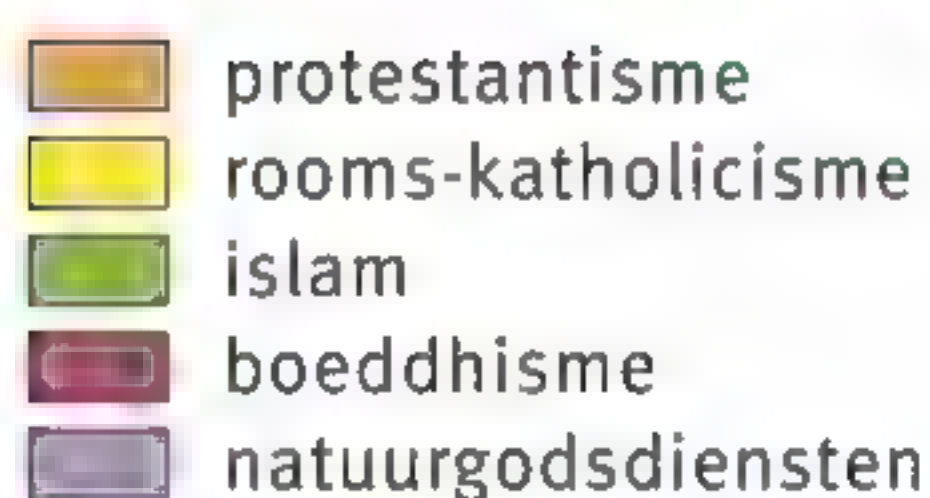 protestantisme
rooms-katholicisme
islam
boeddhisme
natuurgodsdiensten